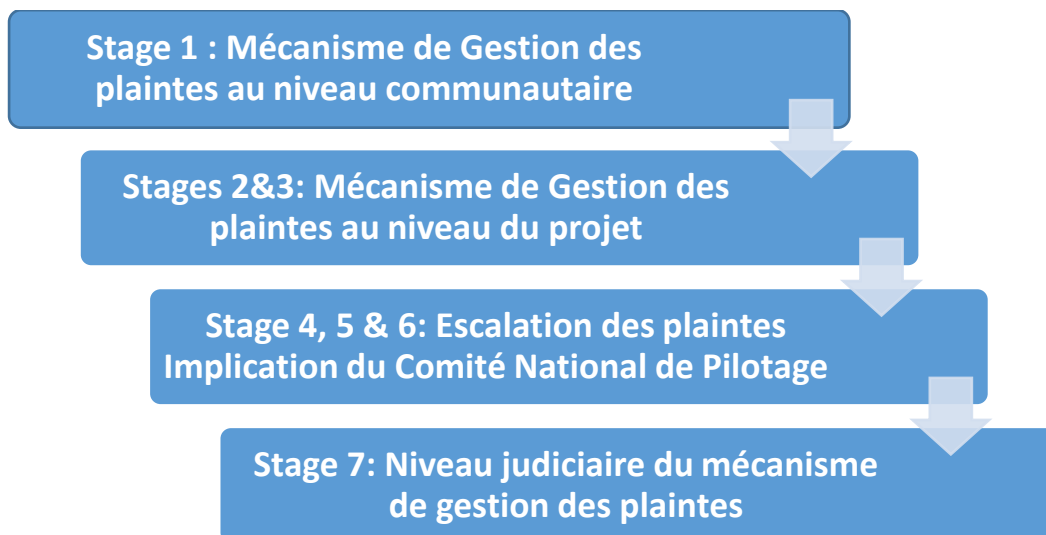 Stage 1 : Mécanisme de Gestion des
plaintes au niveau communautaire
Stages 2&3: Mécanisme de Gestion des
plaintes au niveau du projet
Stage 4, 5 & 6: Escalation des plaintes
Implication du Comité National de Pilotage
Stage 7: Niveau judiciaire du mécanisme
de gestion des plaintes